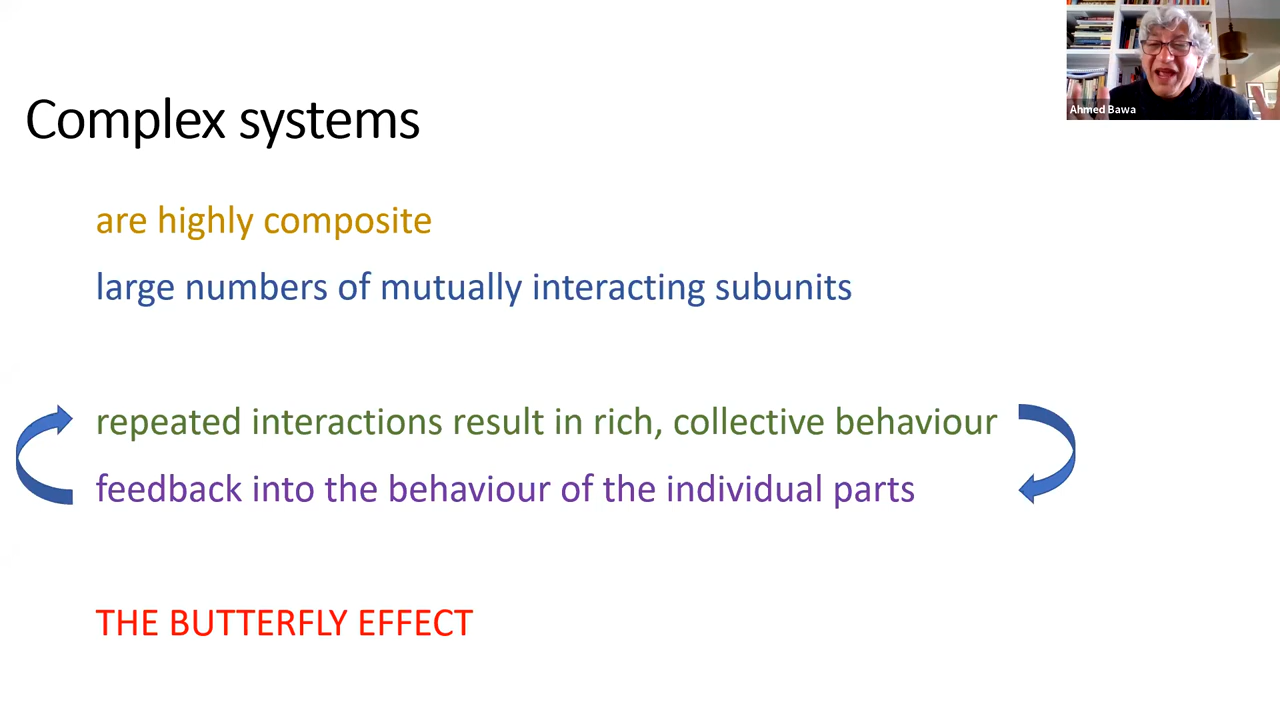 Complex systems
are highly composite
large numbers of mutually interacting subunits
repeated interactions result in rich, collective behaviour
feedback into the behaviour of the individual parts
THE BUTTERFLY EFFECT
Ahmed Bawa